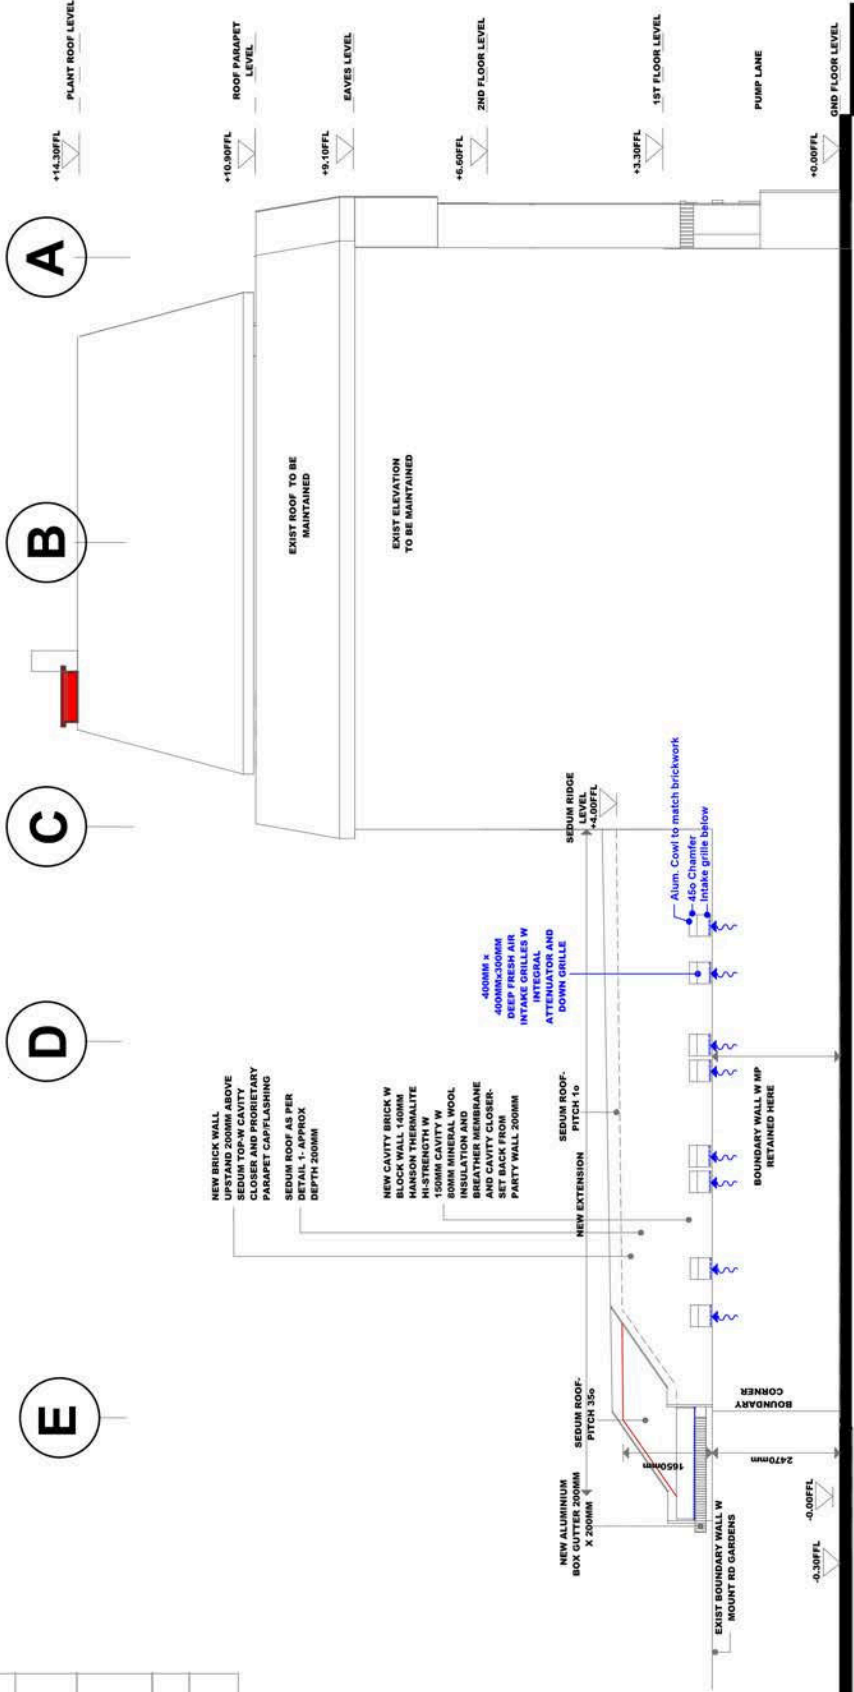 E
D
C
B
A
+14.30FFL
PLANT ROOF LEVEL
+10.90FFL
ROOF PARAPET
LEVEL
+9.10FFL
EAVES LEVEL
+6.60FFL
2ND FLOOR LEVEL
+3.30FFL
1ST FLOOR LEVEL
PUMP LANE
+0.00FFL
GND FLOOR LEVEL
EXIST ROOF TO BE
MAINTAINED
EXIST ELEVATION
TO BE MAINTAINED
NEW BRICK WALL
UPSTAND 200MM ABOVE
SEDUM TOP-W CAVITY
CLOSER AND PRORIETARY
PARAPET CAP/FLASHING
SEDUM ROOF AS PER
DETAIL 1- APPROX
DEPTH 200MM
NEW CAVITY BRICK W
BLOCK WALL 140MM
HANSON THERMALITE
HI-STRENGTH W
150MM CAVITY W
80MM MINERAL WOOL
INSULATION AND
BREATHER MEMBRANE
AND CAVITY CLOSER-
SET BACK FROM
PARTY WALL 200MM
400MM x
400MMx300MM
DEEP FRESH AIR
INTAKE GRILLES W
INTEGRAL
ATTENUATOR AND
DOWN GRILLE
SEDUM RIDGE
LEVEL
+4.00FFL
SEDUM ROOF-
PITCH 1o
NEW EXTENSION
SEDUM ROOF-
PITCH 35o
NEW ALUMINIUM
BOX GUTTER 200MM
X 200MM
Alum. Cowl to match brickwork
45o Chamfer
Intake grille below
1650mm
2470mm
BOUNDARY
CORNER
BOUNDARY WALL W MP
RETAINED HERE
EXIST BOUNDARY WALL W
MOUNT RD GARDENS
-0.30FFL
-0.00FFL